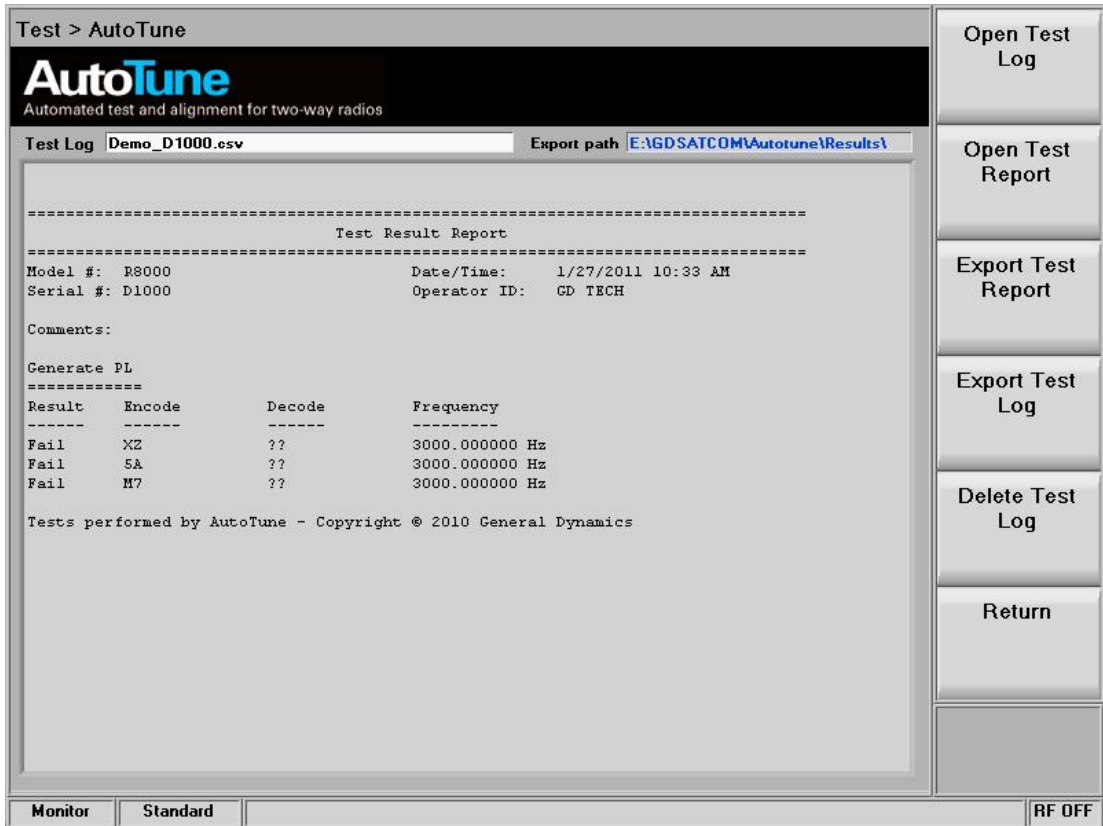 Test > AutoTune
AutoTune
Automated test and alignment for two-way radios
Test Log Demo_D1000.csv Export path E:\GDSATCOM\Autotune\Results\
================================================================================
Test Result Report
================================================================================
Model #: R8000 Date/Time: 1/27/2011 10:33 AM
Serial #: D1000 Operator ID: GD TECH
Comments:
Generate PL
============
Result Encode Decode Frequency
------ ------ ------ ---------
Fail XZ ?? 3000.000000 Hz
Fail 5A ?? 3000.000000 Hz
Fail M7 ?? 3000.000000 Hz
Tests performed by AutoTune - Copyright © 2010 General Dynamics
Open Test
Log
Open Test
Report
Export Test
Report
Export Test
Log
Delete Test
Log
Return
Monitor Standard RF OFF